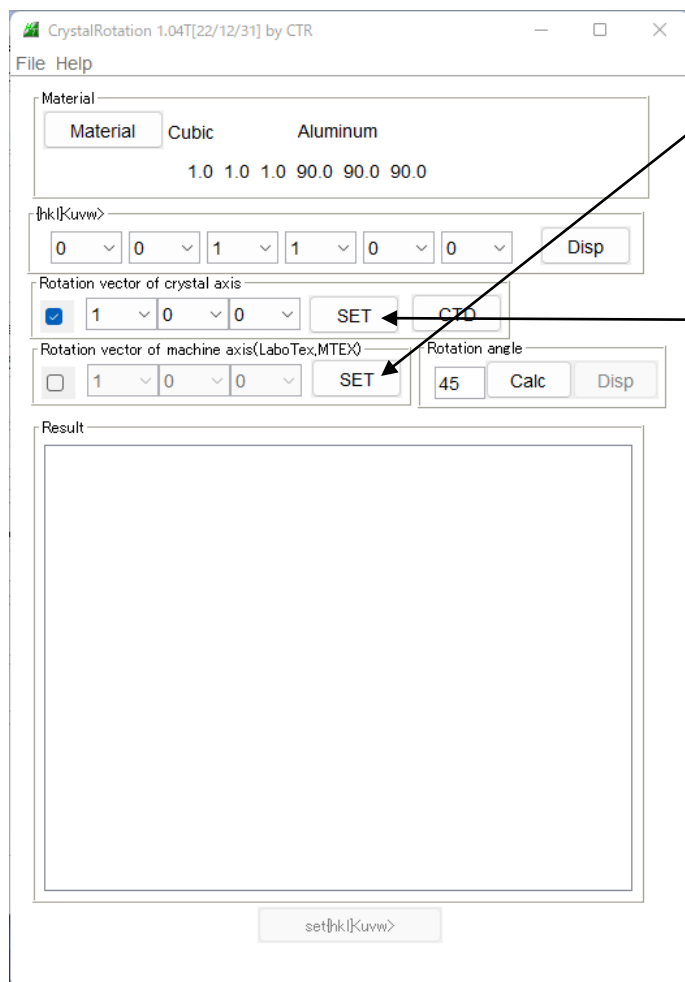 CrystalRotation 1.04T[22/12/31] by CTR
File Help
Material
Material Cubic Aluminum
1.0 1.0 1.0 90.0 90.0 90.0
{hkl}<uvw>
0 0 1 1 0 0 Disp
Rotation vector of crystal axis
1 0 0 SET CTD
Rotation vector of machine axis(LaboTex,MTEX) Rotation angle
1 0 0 SET 45 Calc Disp
Result
set{hkl}<uvw>